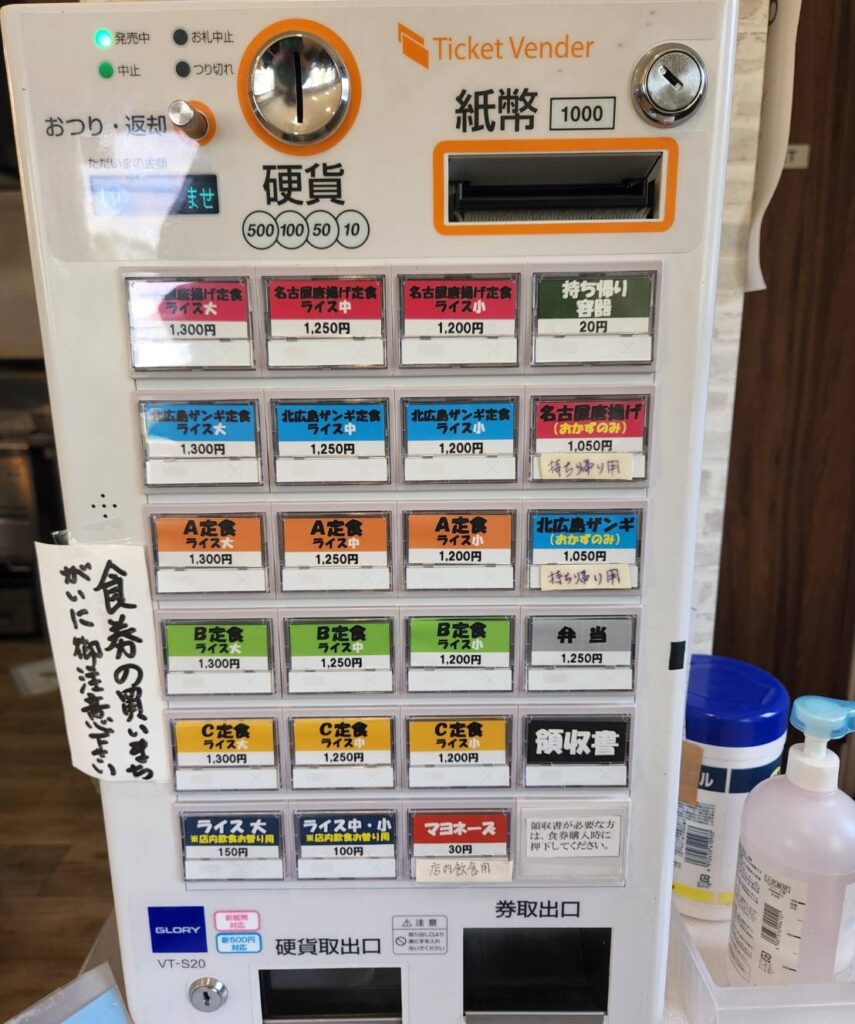 発売中
お札中止
中止
つり切れ
Ticket Vender
おつり・返却
紙幣 1000
ただいまの金額
ませ
硬貨
500 100 50 10
屋唐揚げ定食
ライス大
1,300円
名古屋唐揚げ定食
ライス中
1,250円
名古屋唐揚げ定食
ライス小
1,200円
持ち帰り
容器
20円
北広島ザンギ定食
ライス大
1,300円
北広島ザンギ定食
ライス中
1,250円
北広島ザンギ定食
ライス小
1,200円
名古屋唐揚げ
(おかずのみ)
1,050円
持ち帰り用
A定食
ライス大
1,300円
A定食
ライス中
1,250円
A定食
ライス小
1,200円
北広島ザンギ
(おかずのみ)
1,050円
持ち帰り用
B定食
ライス大
1,300円
B定食
ライス中
1,250円
B定食
ライス小
1,200円
弁当
1,250円
C定食
ライス大
1,300円
C定食
ライス中
1,250円
C定食
ライス小
1,200円
領収書
ライス 大
※店内飲食お替り用
150円
ライス中・小
※店内飲食お替り用
100円
マヨネーズ
30円
店内飲食用
領収書が必要な方
は、食券購入時に
押下してください。
食券の買いまち
がいに御注意下さい
GLORY
新紙幣
対応
新500円
対応
VT-S20
硬貨取出口
注意
券取出口
ル